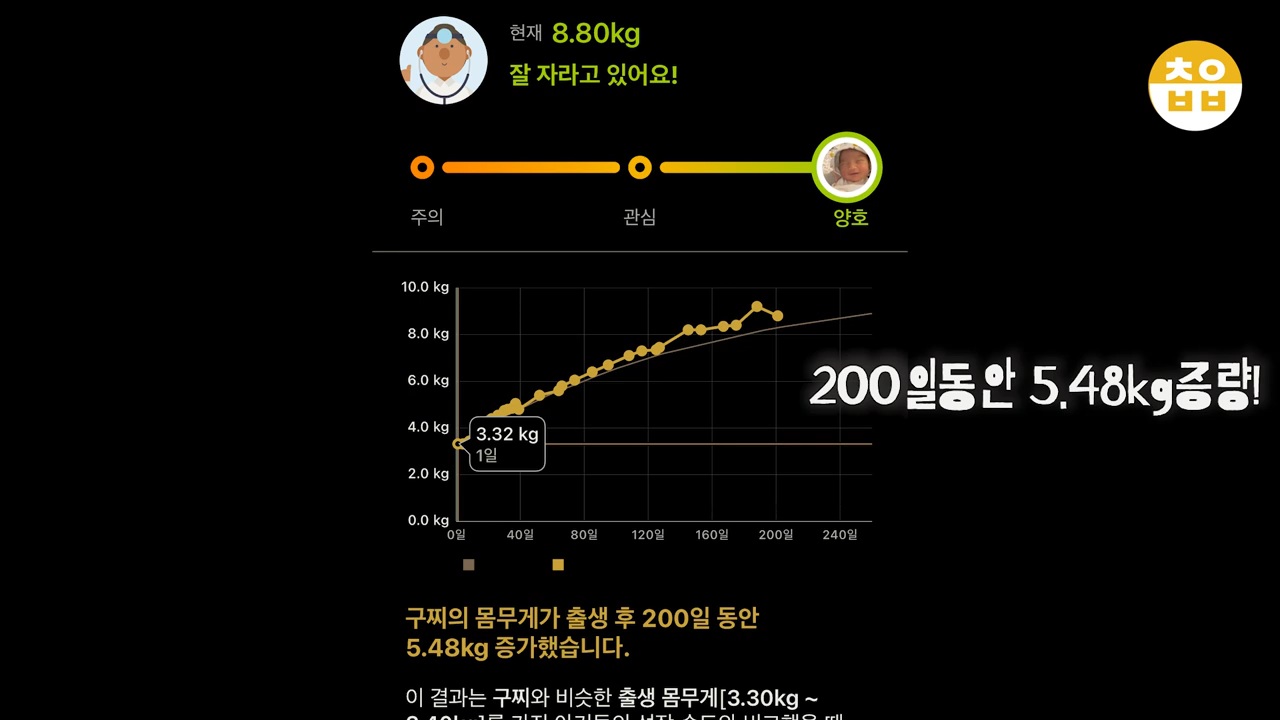 현재 8.80kg
잘 자라고 있어요!
챱읍
주의
관심
양호
10.0 kg
8.0 kg
6.0 kg
4.0 kg
2.0 kg
0.0 kg
3.32 kg
1일
0일 40일 80일 120일 160일 200일 240일
200일동안 5.48kg증량!
구찌의 몸무게가 출생 후 200일 동안
5.48kg 증가했습니다.
이 결과는 구찌와 비슷한 출생 몸무게[3.30kg ~